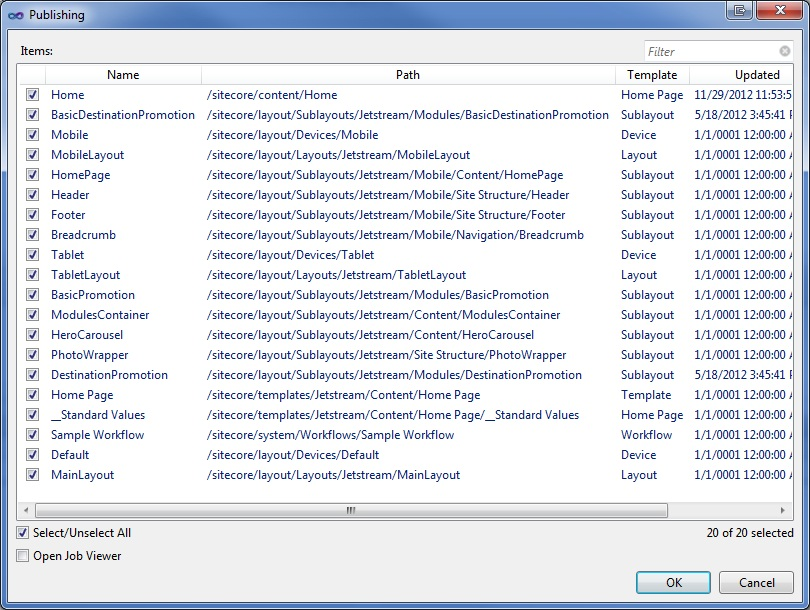 Publishing
Items:
Filter
Name Path Template Updated
Home /sitecore/content/Home Home Page 11/29/2012 11:53:5
BasicDestinationPromotion /sitecore/layout/Sublayouts/Jetstream/Modules/BasicDestinationPromotion Sublayout 5/18/2012 3:45:41 P
Mobile /sitecore/layout/Devices/Mobile Device 1/1/0001 12:00:00 A
MobileLayout /sitecore/layout/Layouts/Jetstream/MobileLayout Layout 1/1/0001 12:00:00 A
HomePage /sitecore/layout/Sublayouts/Jetstream/Mobile/Content/HomePage Sublayout 1/1/0001 12:00:00 A
Header /sitecore/layout/Sublayouts/Jetstream/Mobile/Site Structure/Header Sublayout 1/1/0001 12:00:00 A
Footer /sitecore/layout/Sublayouts/Jetstream/Mobile/Site Structure/Footer Sublayout 1/1/0001 12:00:00 A
Breadcrumb /sitecore/layout/Sublayouts/Jetstream/Mobile/Navigation/Breadcrumb Sublayout 1/1/0001 12:00:00 A
Tablet /sitecore/layout/Devices/Tablet Device 1/1/0001 12:00:00 A
TabletLayout /sitecore/layout/Layouts/Jetstream/TabletLayout Layout 1/1/0001 12:00:00 A
BasicPromotion /sitecore/layout/Sublayouts/Jetstream/Modules/BasicPromotion Sublayout 1/1/0001 12:00:00 A
ModulesContainer /sitecore/layout/Sublayouts/Jetstream/Content/ModulesContainer Sublayout 1/1/0001 12:00:00 A
HeroCarousel /sitecore/layout/Sublayouts/Jetstream/Content/HeroCarousel Sublayout 1/1/0001 12:00:00 A
PhotoWrapper /sitecore/layout/Sublayouts/Jetstream/Site Structure/PhotoWrapper Sublayout 1/1/0001 12:00:00 A
DestinationPromotion /sitecore/layout/Sublayouts/Jetstream/Modules/DestinationPromotion Sublayout 5/18/2012 3:45:41 P
Home Page /sitecore/templates/Jetstream/Content/Home Page Template 1/1/0001 12:00:00 A
__Standard Values /sitecore/templates/Jetstream/Content/Home Page/__Standard Values Home Page 1/1/0001 12:00:00 A
Sample Workflow /sitecore/system/Workflows/Sample Workflow Workflow 1/1/0001 12:00:00 A
Default /sitecore/layout/Devices/Default Device 1/1/0001 12:00:00 A
MainLayout /sitecore/layout/Layouts/Jetstream/MainLayout Layout 1/1/0001 12:00:00 A
Select/Unselect All 20 of 20 selected
Open Job Viewer
OK Cancel